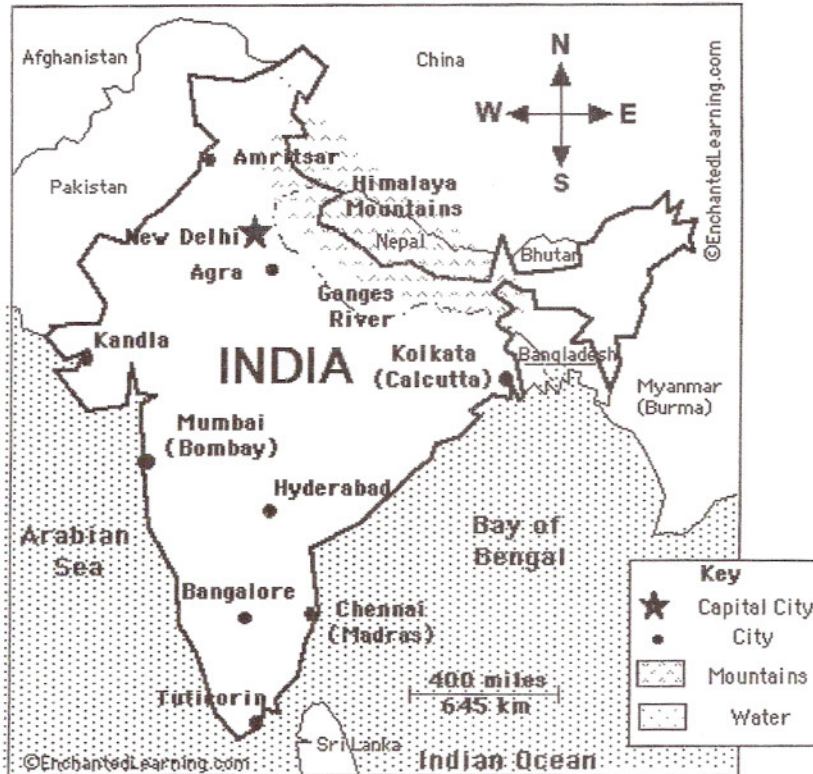 Afghanistan
China
N
W
E
S
©EnchantedLearning.com
Amritsar
Pakistan
Himalaya
Mountains
New Delhi
Nepal
Bhutan
Agra
Ganges
River
Kandla
INDIA
Kolkata
(Calcutta)
Bangladesh
Myanmar
(Burma)
Mumbai
(Bombay)
Hyderabad
Arabian
Sea
Bay of
Bengal
Bangalore
Chennai
(Madras)
Key
Capital City
City
Mountains
Water
400 miles
645 km
Tuticorin
Sri Lanka
Indian Ocean
©EnchantedLearning.com